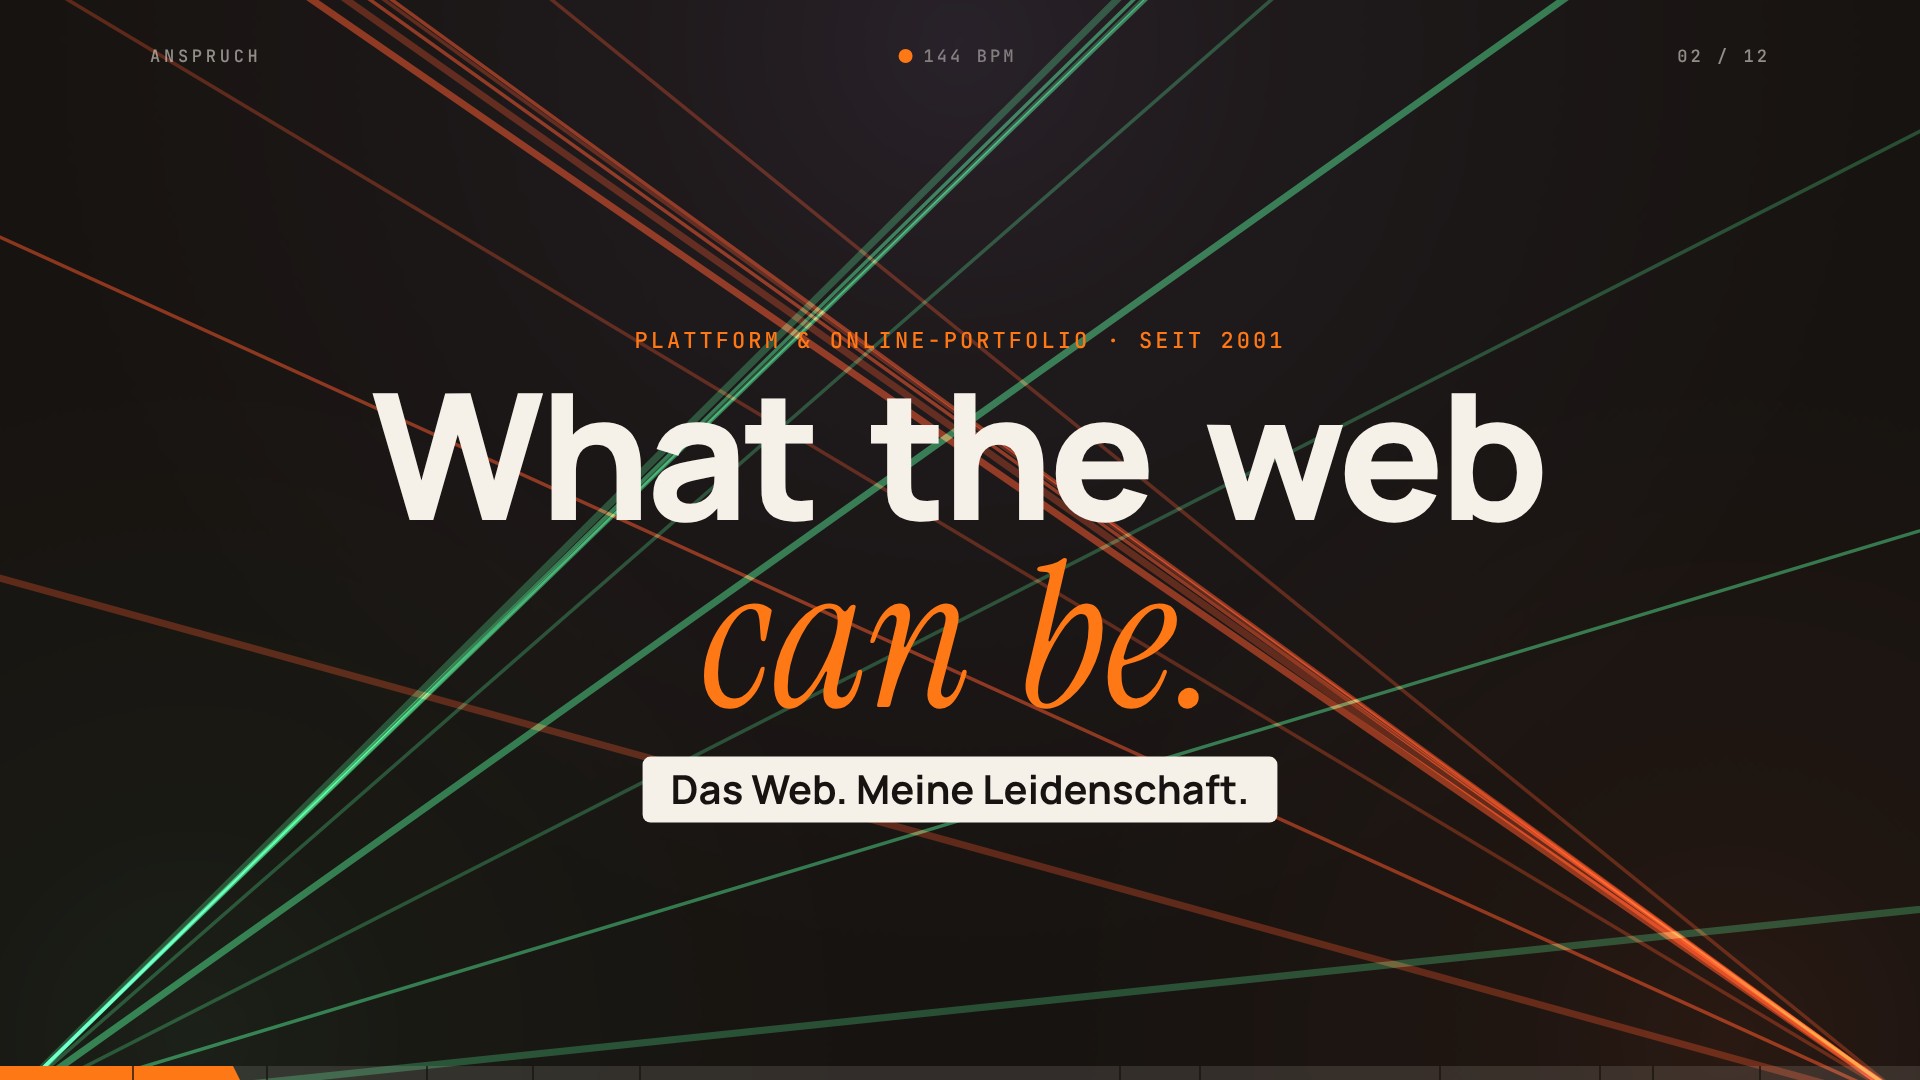 ANSPRUCH
144 BPM
02 / 12
PLATTFORM & ONLINE-PORTFOLIO · SEIT 2001
What the web
can be.
Das Web. Meine Leidenschaft.